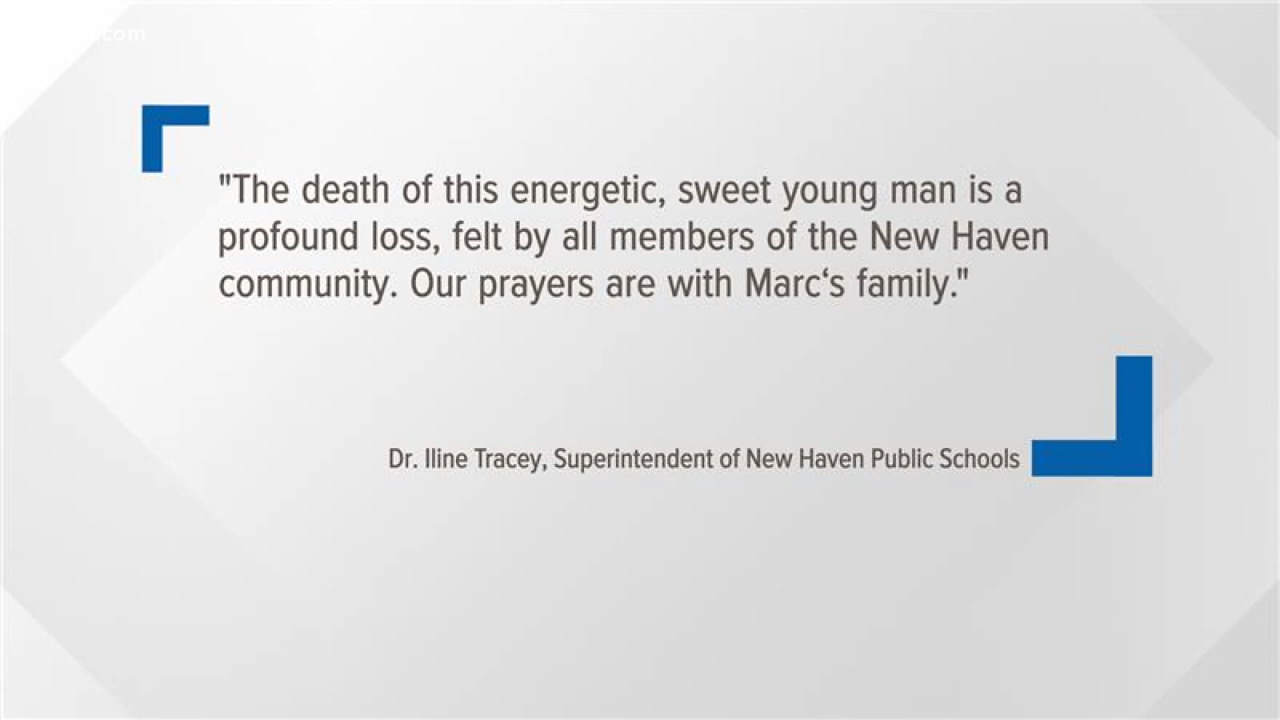 "The death of this energetic, sweet young man is a
profound loss, felt by all members of the New Haven
community. Our prayers are with Marc‘s family."
Dr. Iline Tracey, Superintendent of New Haven Public Schools